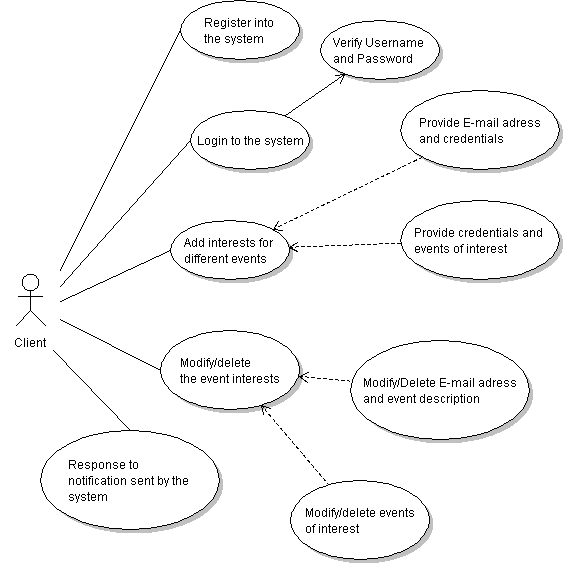 Register into
the system
Verify Username
and Password
Login to the system
Provide E-mail adress
and credentials
Add interests for
different events
Provide credentials and
events of interest
Client
Modify/delete
the event interests
Modify/Delete E-mail adress
and event description
Response to
notification sent by the
system
Modify/delete events
of interest